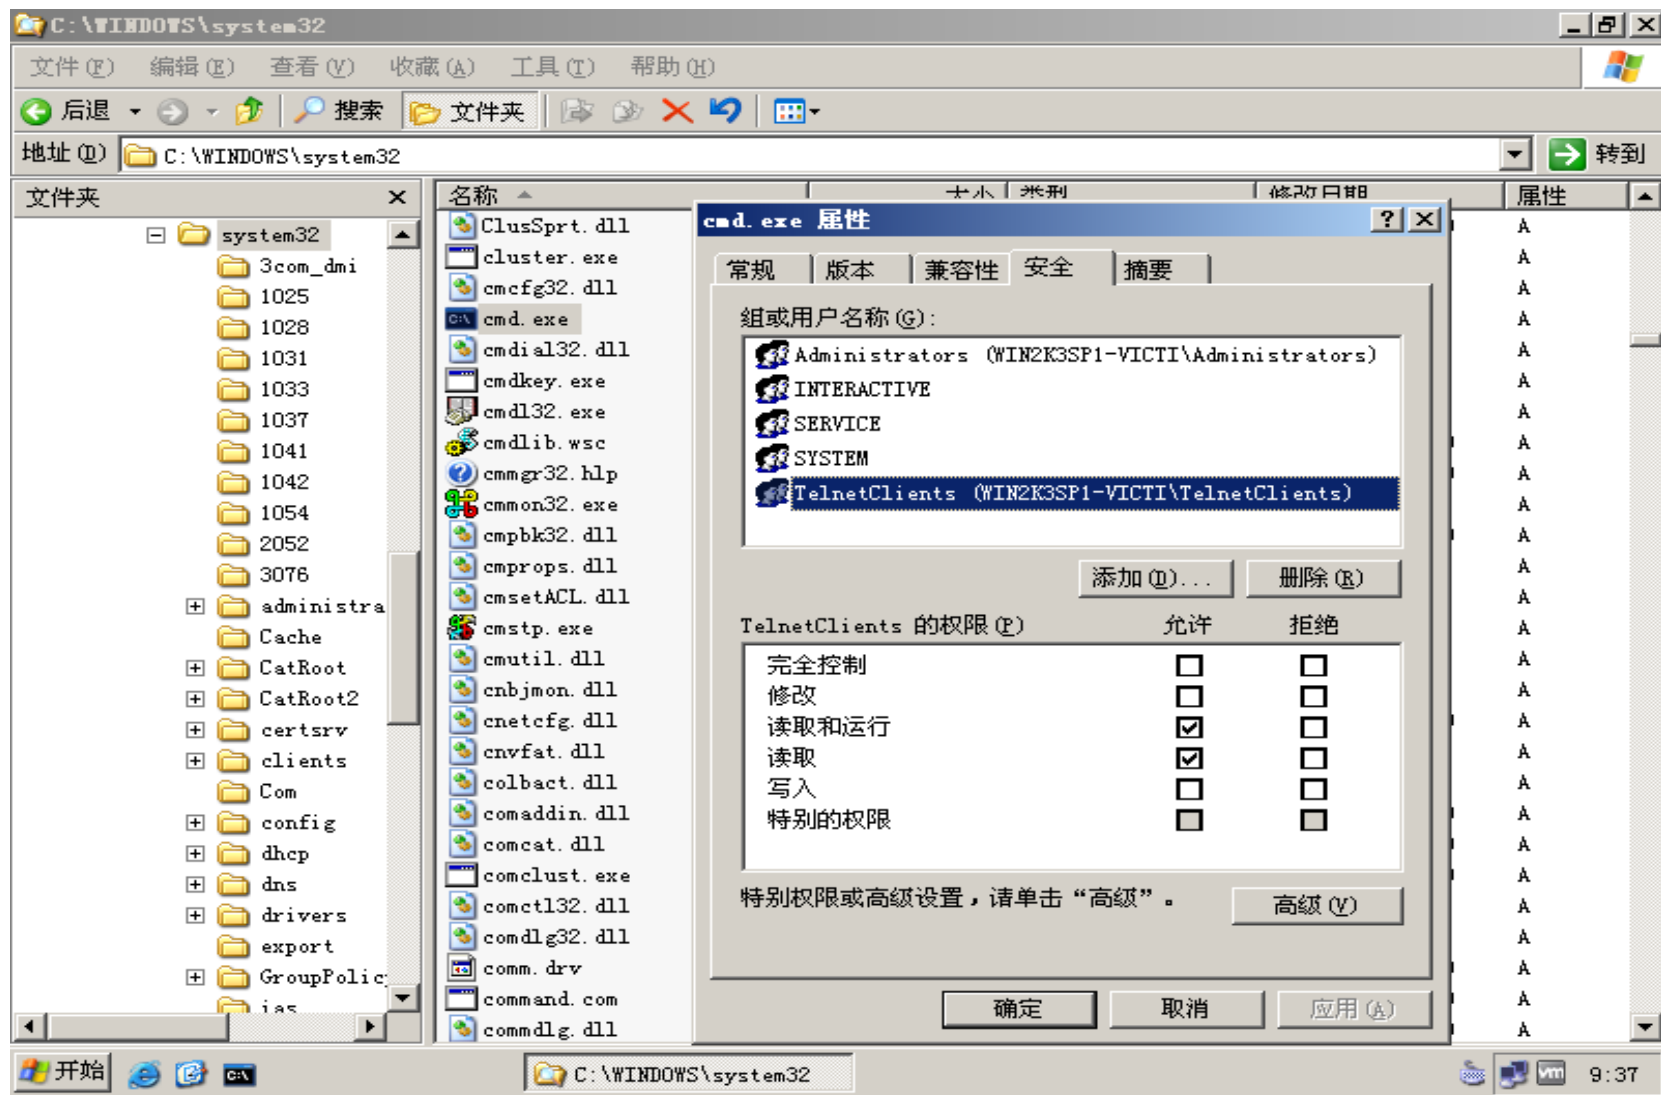 C:\WINDOWS\system32
文件(F) 编辑(E) 查看(V) 收藏(A) 工具(T) 帮助(H)
后退 搜索 文件夹
地址(D) C:\WINDOWS\system32 转到
文件夹
system32
3com_dmi
1025
1028
1031
1033
1037
1041
1042
1054
2052
3076
administra
Cache
CatRoot
CatRoot2
certsrv
clients
Com
config
dhcp
dns
drivers
export
GroupPolic
ias
名称 大小 类型 修改日期 属性
ClusSprt.dll A
cluster.exe A
cmcfg32.dll A
cmd.exe A
cmdial32.dll A
cmdkey.exe A
cmdl32.exe A
cmdlib.wsc A
cmmgr32.hlp A
cmmon32.exe A
cmpbk32.dll A
cmprops.dll A
cmsetACL.dll A
cmstp.exe A
cmutil.dll A
cnbjmon.dll A
cnetcfg.dll A
cnvfat.dll A
colbact.dll A
comaddin.dll A
comcat.dll A
comclust.exe A
comctl32.dll A
comdlg32.dll A
comm.drv A
command.com A
commdlg.dll A
cmd.exe 属性
常规 版本 兼容性 安全 摘要
组或用户名称(G):
Administrators (WIN2K3SP1-VICTI\Administrators)
INTERACTIVE
SERVICE
SYSTEM
TelnetClients (WIN2K3SP1-VICTI\TelnetClients)
添加(D)... 删除(R)
TelnetClients 的权限(P) 允许 拒绝
完全控制
修改
读取和运行
读取
写入
特别的权限
特别权限或高级设置，请单击“高级”。 高级(V)
确定 取消 应用(A)
开始 C:\WINDOWS\system32 9:37